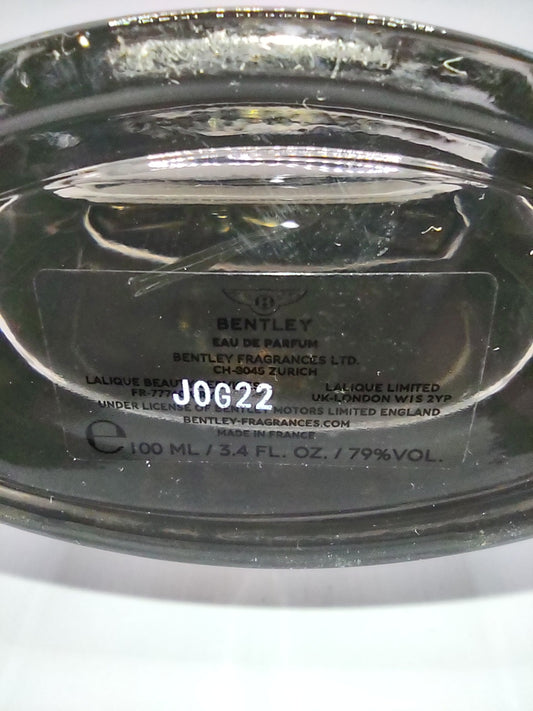 B
BENTLEY
EAU DE PARFUM
BENTLEY FRAGRANCES LTD.
CH-8045 ZURICH
LALIQUE LALIQUE LIMITED
UK-LONDON W1S 2YP
J0G22
UNDER LICENSE OF MOTORS LIMITED ENGLAND
BENTLEY-FRAGRANCES.COM
MADE IN FRANCE
e 100 ML / 3.4 FL. OZ. / 79%VOL.